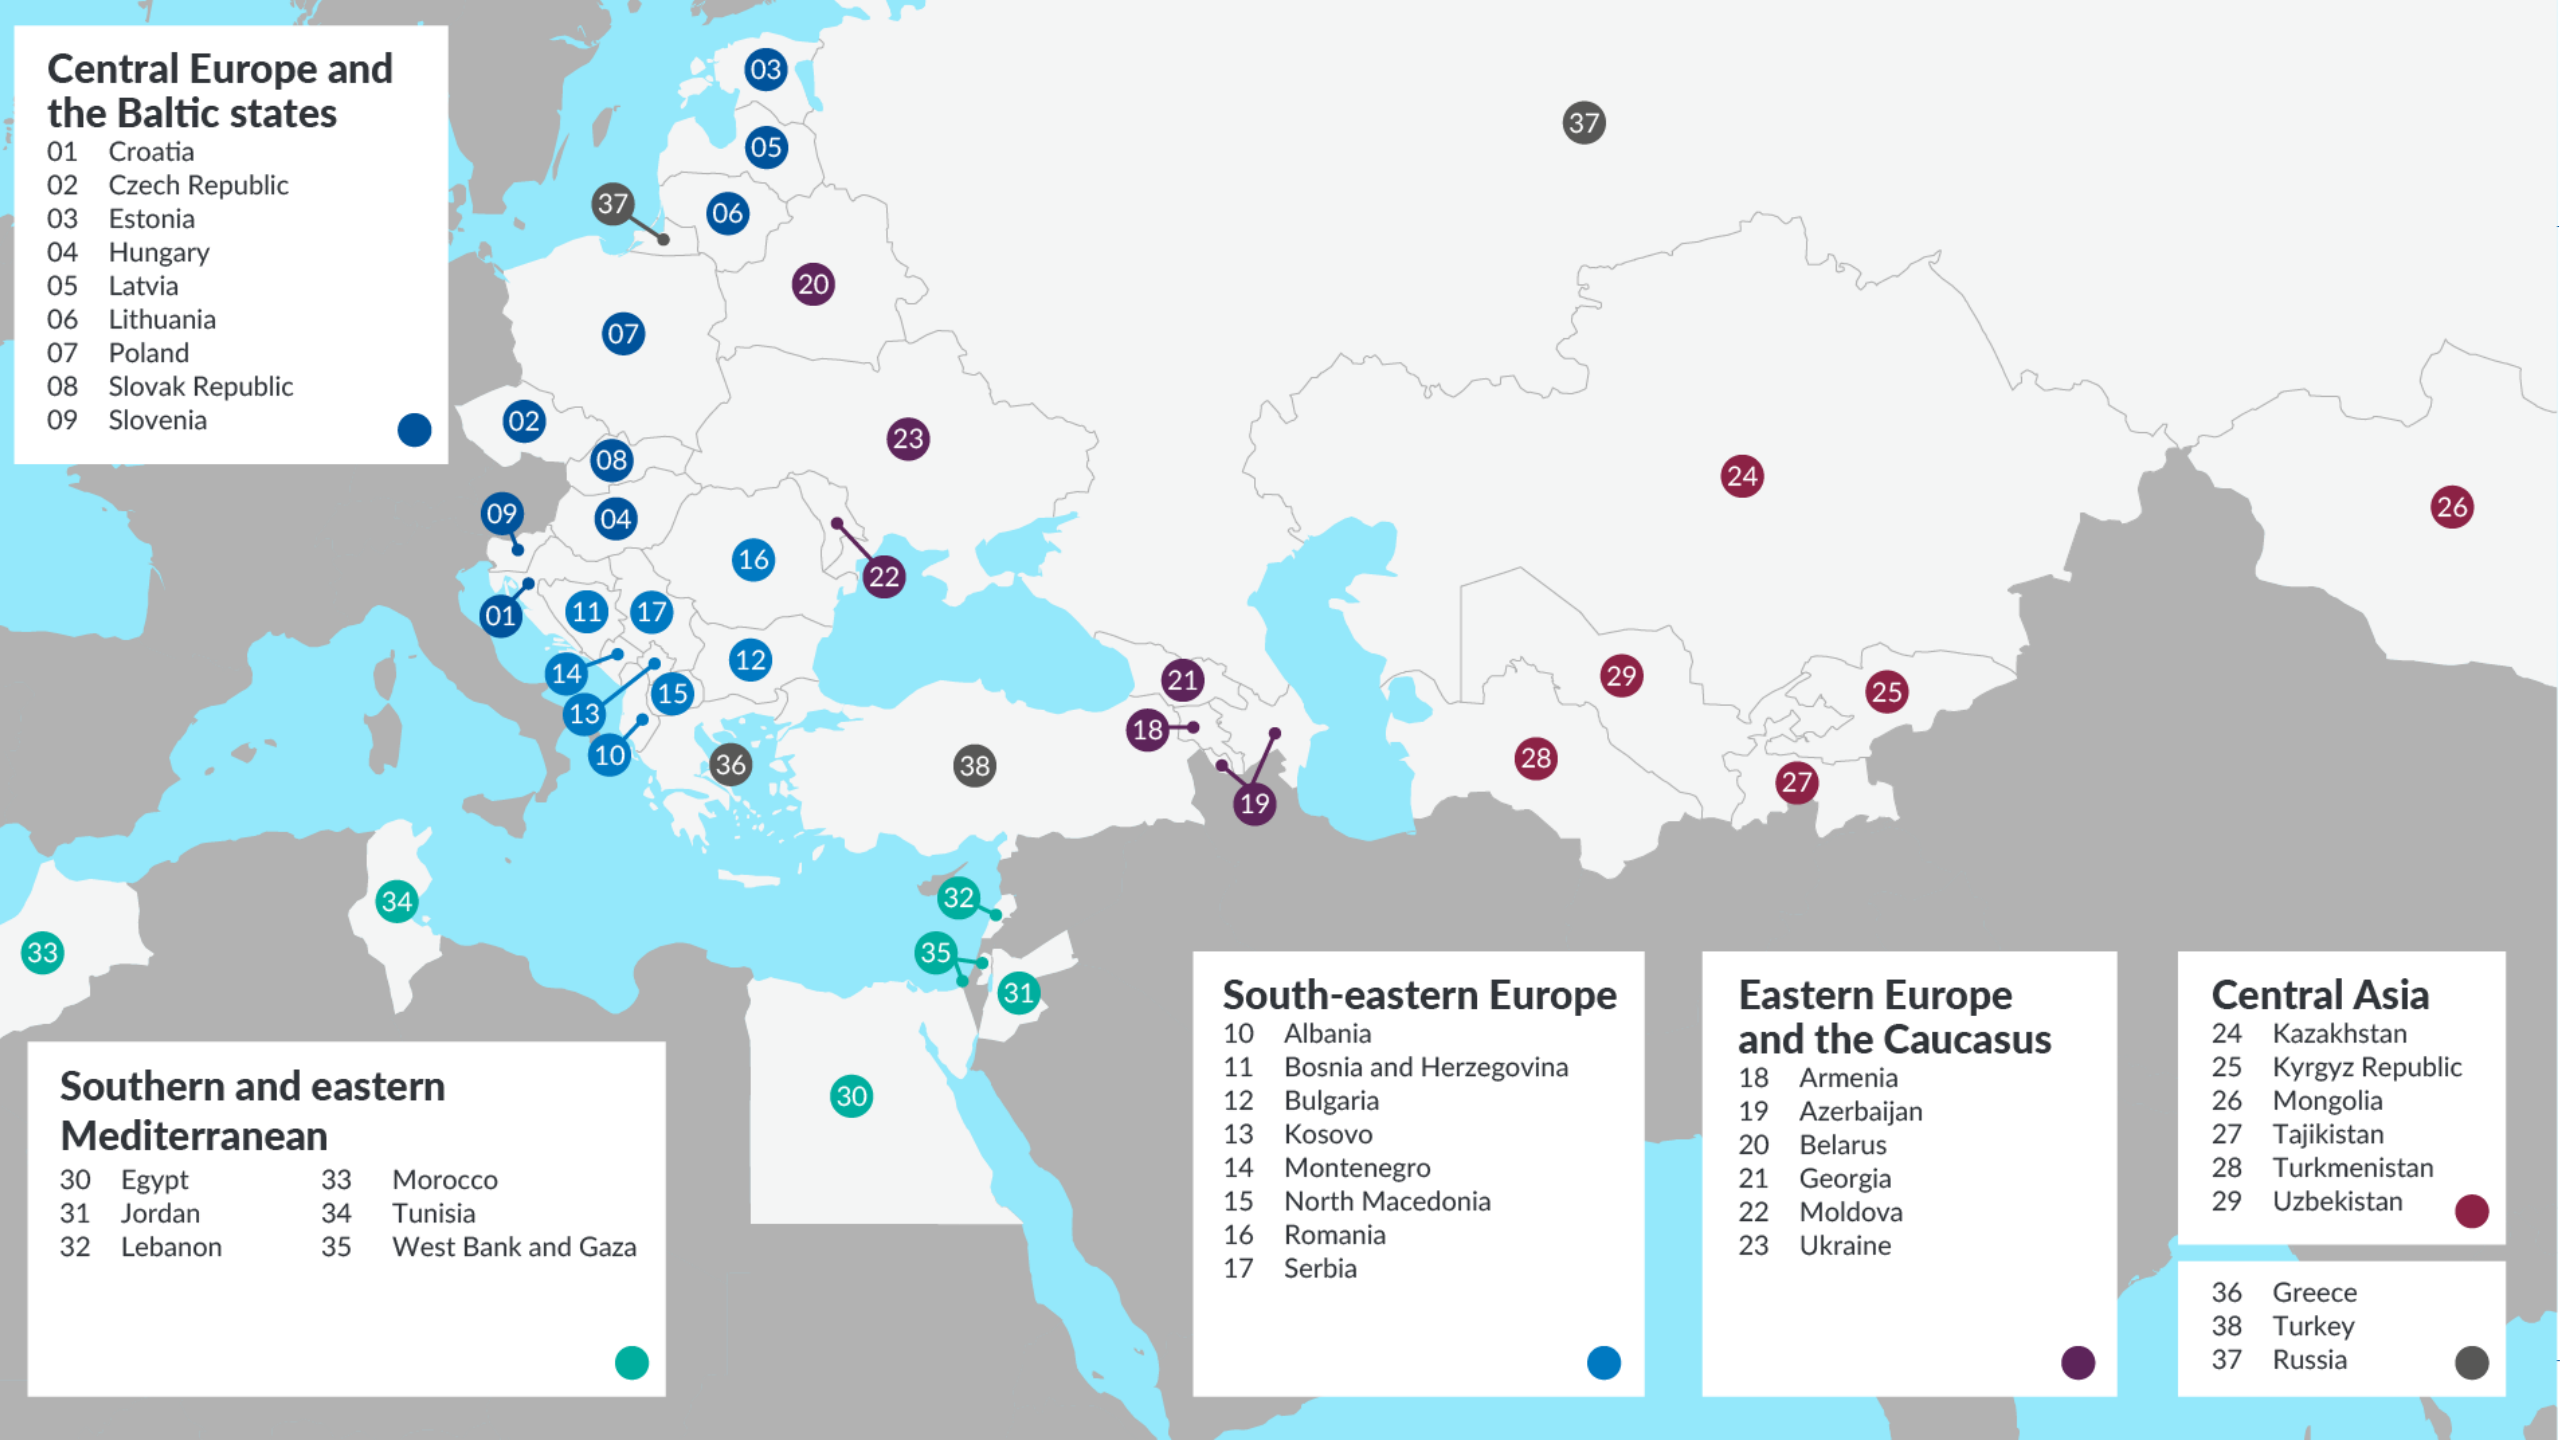 Central Europe and
the Baltic states
01 Croatia
02 Czech Republic
03 Estonia
04 Hungary
05 Latvia
06 Lithuania
07 Poland
08 Slovak Republic
09 Slovenia
03
05
37
37
06
20
07
02
23
08
24
09
04
26
16
22
11
17
01
12
14
29
21
25
15
13
18
10
36
38
28
27
19
32
34
33
35
31
30
Southern and eastern
Mediterranean
30 Egypt 33 Morocco
31 Jordan 34 Tunisia
32 Lebanon 35 West Bank and Gaza
South-eastern Europe
10 Albania
11 Bosnia and Herzegovina
12 Bulgaria
13 Kosovo
14 Montenegro
15 North Macedonia
16 Romania
17 Serbia
Eastern Europe
and the Caucasus
18 Armenia
19 Azerbaijan
20 Belarus
21 Georgia
22 Moldova
23 Ukraine
Central Asia
24 Kazakhstan
25 Kyrgyz Republic
26 Mongolia
27 Tajikistan
28 Turkmenistan
29 Uzbekistan
36 Greece
38 Turkey
37 Russia